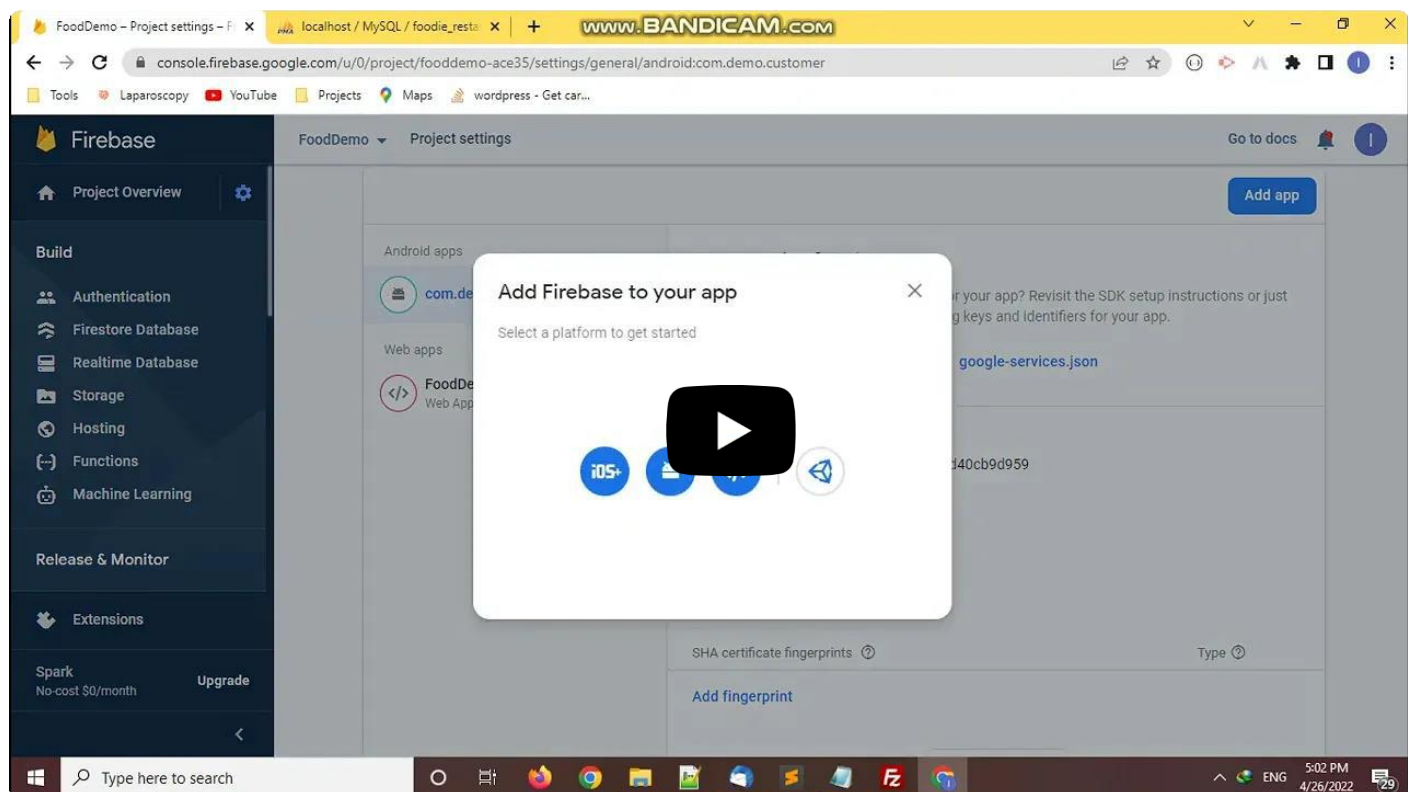 FoodDemo – Project settings – F
localhost / MySQL / foodie_resta
www.BANDICAM.com
console.firebase.google.com/u/0/project/fooddemo-ace35/settings/general/android:com.demo.customer
Tools
Laparoscopy
YouTube
Projects
Maps
wordpress - Get car...
Firebase
FoodDemo
Project settings
Go to docs
I
Project Overview
Add app
Build
Authentication
Firestore Database
Realtime Database
Storage
Hosting
Functions
Machine Learning
Release & Monitor
Extensions
Spark
No-cost $0/month
Upgrade
Android apps
com.de
Web apps
FoodDe
Web App
r your app? Revisit the SDK setup instructions or just
g keys and identifiers for your app.
google-services.json
d40cb9d959
Add Firebase to your app
Select a platform to get started
iOS+
SHA certificate fingerprints
Type
Add fingerprint
Type here to search
ENG
5:02 PM
4/26/2022
29